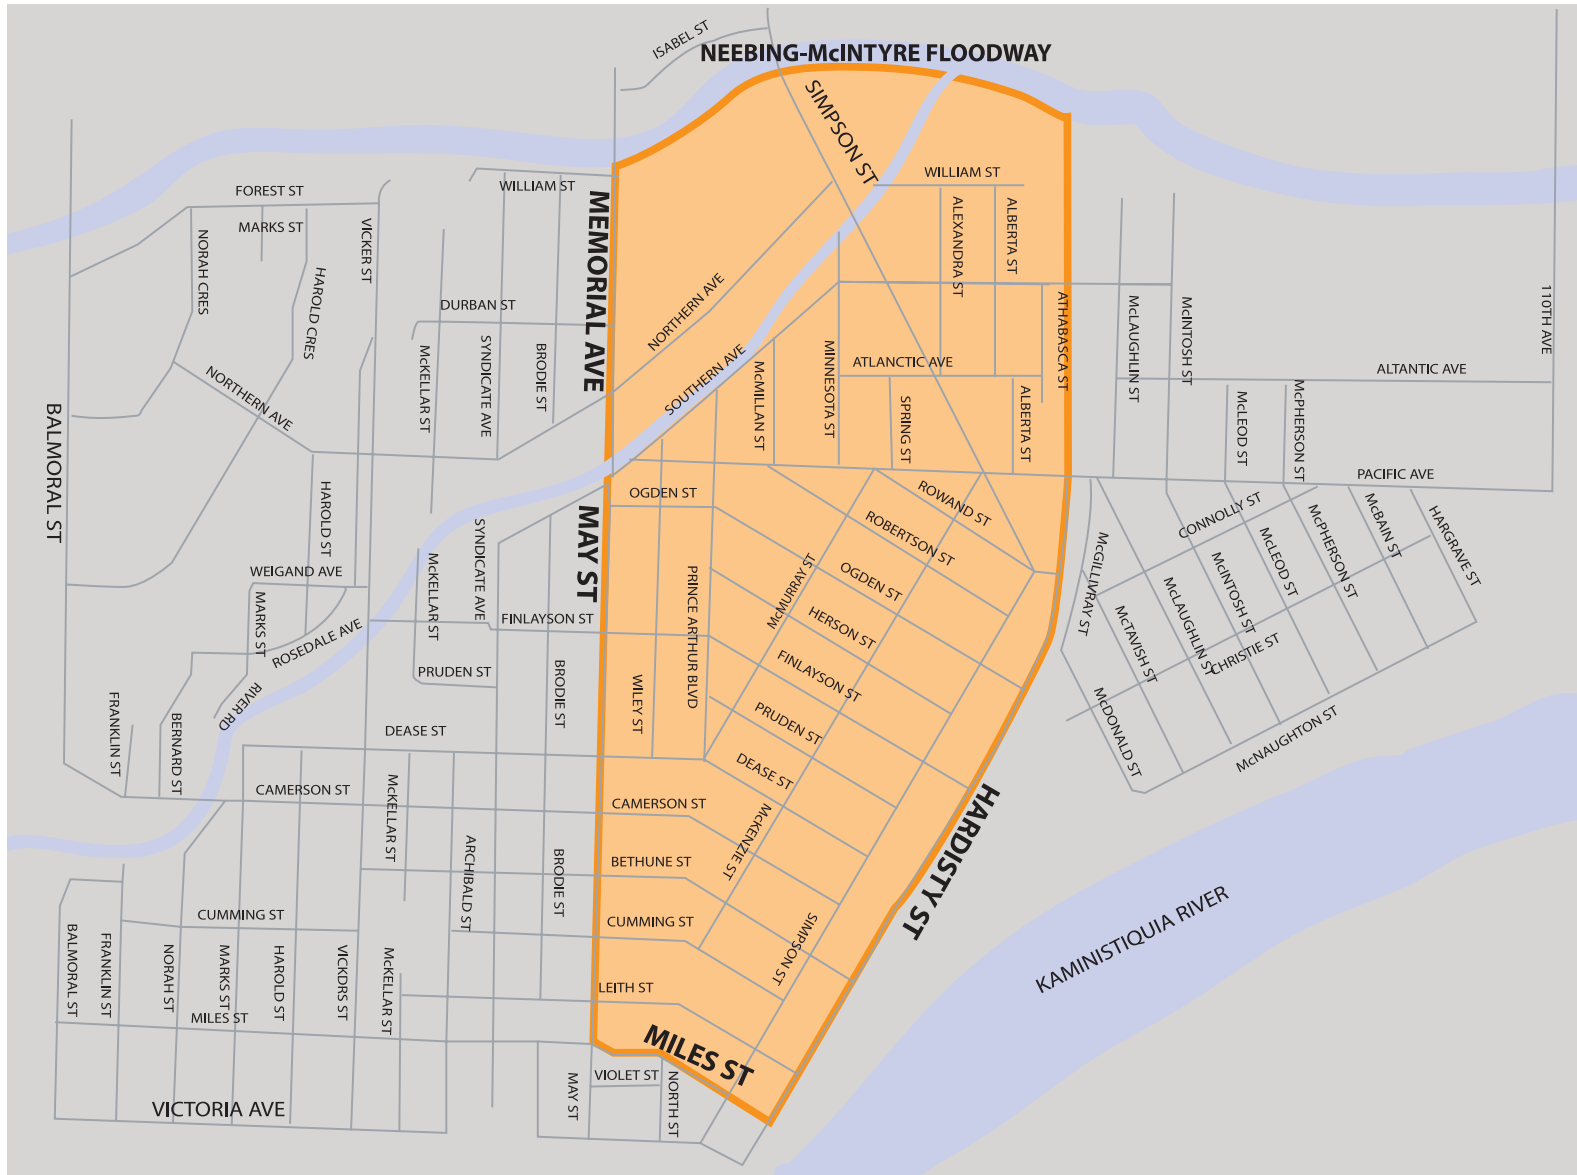 ISABEL ST
NEEBING-McINTYRE FLOODWAY
SIMPSON ST
WILLIAM ST
WILLIAM ST
FOREST ST
MARKS ST
NORAH CRES
HAROLD CRES
VICKER ST
MEMORIAL AVE
ALEXANDRA ST
ALBERTA ST
DURBAN ST
NORTHERN AVE
McKELLAR ST
SYNDICATE AVE
BRODIE ST
SOUTHERN AVE
McMILLAN ST
MINNESOTA ST
ATLANCTIC AVE
SPRING ST
ALBERTA ST
ATHABASCA ST
McLAUGHLIN ST
McINTOSH ST
110TH AVE
ALTANTIC AVE
McLEOD ST
McPHERSON ST
PACIFIC AVE
NORTHERN AVE
BALMORAL ST
HAROLD ST
OGDEN ST
MAY ST
ROWAND ST
ROBERTSON ST
OGDEN ST
HERSON ST
FINLAYSON ST
PRUDEN ST
DEASE ST
McMURRAY ST
PRINCE ARTHUR BLVD
WILEY ST
CONNOLLY ST
McGILLIVRAY ST
McTAVISH ST
McLAUGHLIN ST
McINTOSH ST
McLEOD ST
McPHERSON ST
McBAIN ST
HARGRAVE ST
CHRISTIE ST
McDONALD ST
McNAUGHTON ST
WEIGAND AVE
MARKS ST
ROSEDALE AVE
RIVER RD
McKELLAR ST
SYNDICATE AVE
FINLAYSON ST
PRUDEN ST
BRODIE ST
FRANKLIN ST
BERNARD ST
DEASE ST
CAMERSON ST
McKELLAR ST
ARCHIBALD ST
BRODIE ST
CAMERSON ST
BETHUNE ST
CUMMING ST
McKENZIE ST
SIMPSON ST
HARDISTY ST
KAMINISTIQUIA RIVER
CUMMING ST
BALMORAL ST
FRANKLIN ST
NORAH ST
MARKS ST
HAROLD ST
VICKDRS ST
McKELLAR ST
MILES ST
LEITH ST
MILES ST
VICTORIA AVE
MAY ST
VIOLET ST
NORTH ST